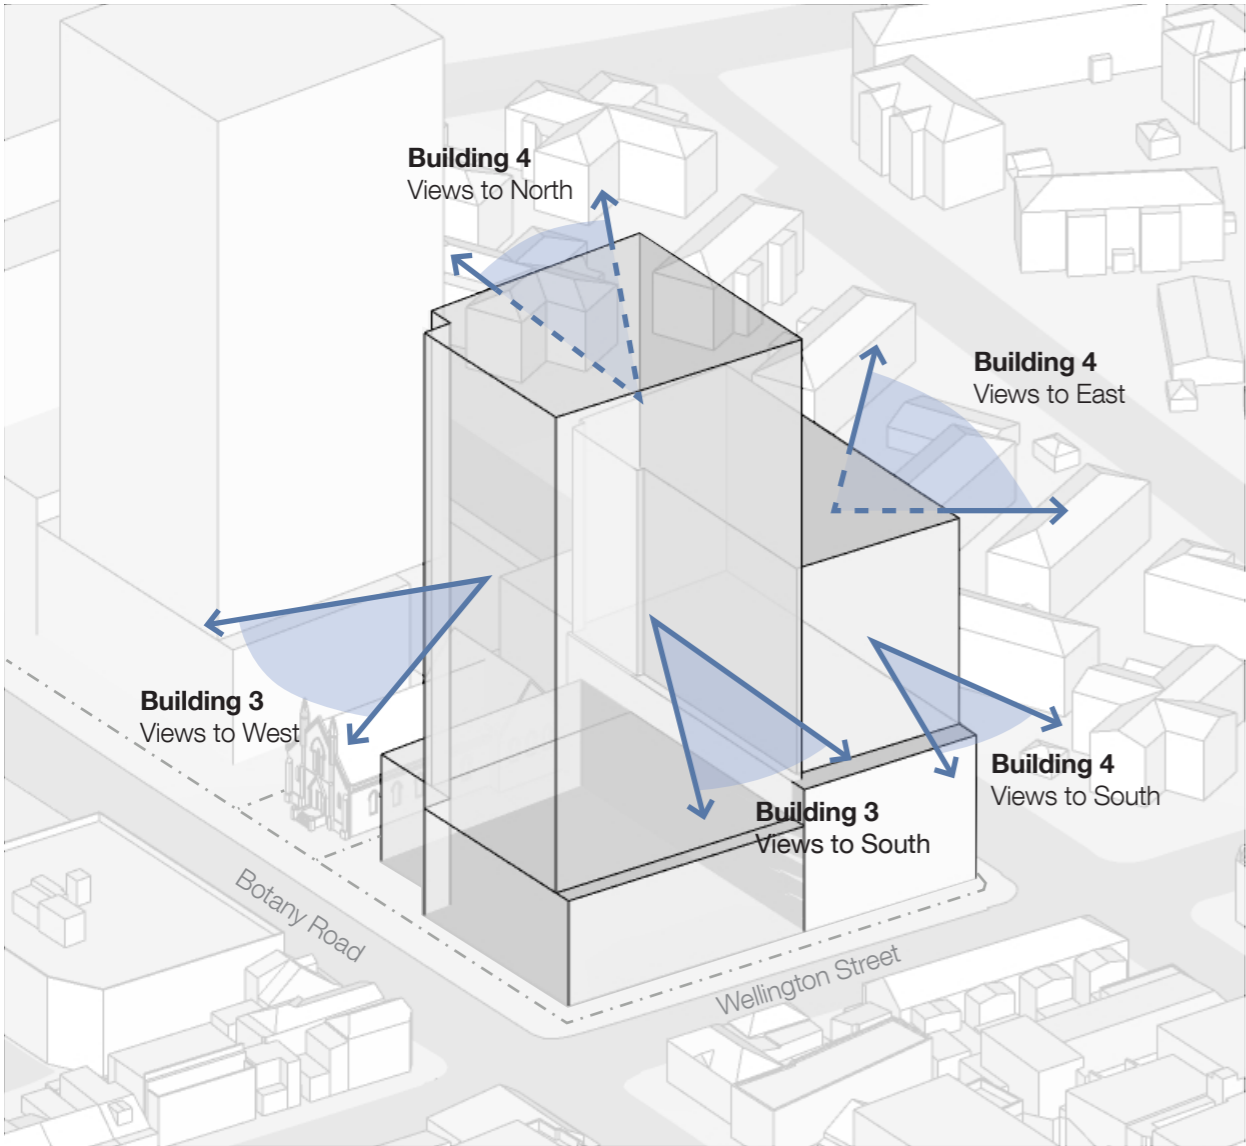 Building 4
Views to North
Building 4
Views to East
Building 3
Views to West
Building 4
Views to South
Building 3
Views to South
Botany Road
Wellington Street